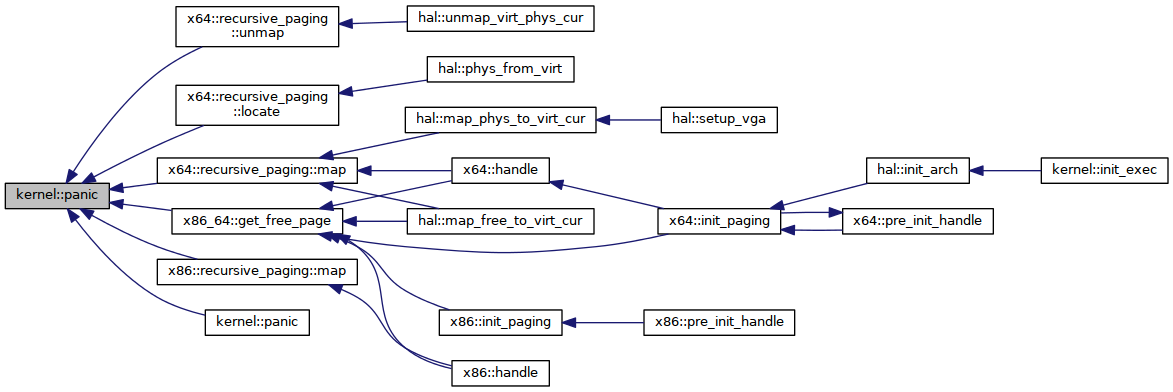 x64::recursive_paging
::unmap
hal::unmap_virt_phys_cur
hal::phys_from_virt
x64::recursive_paging
::locate
hal::map_phys_to_virt_cur
hal::setup_vga
x64::recursive_paging::map
x64::handle
hal::init_arch
kernel::init_exec
kernel::panic
x86_64::get_free_page
hal::map_free_to_virt_cur
x64::init_paging
x64::pre_init_handle
x86::recursive_paging::map
kernel::panic
x86::init_paging
x86::pre_init_handle
x86::handle